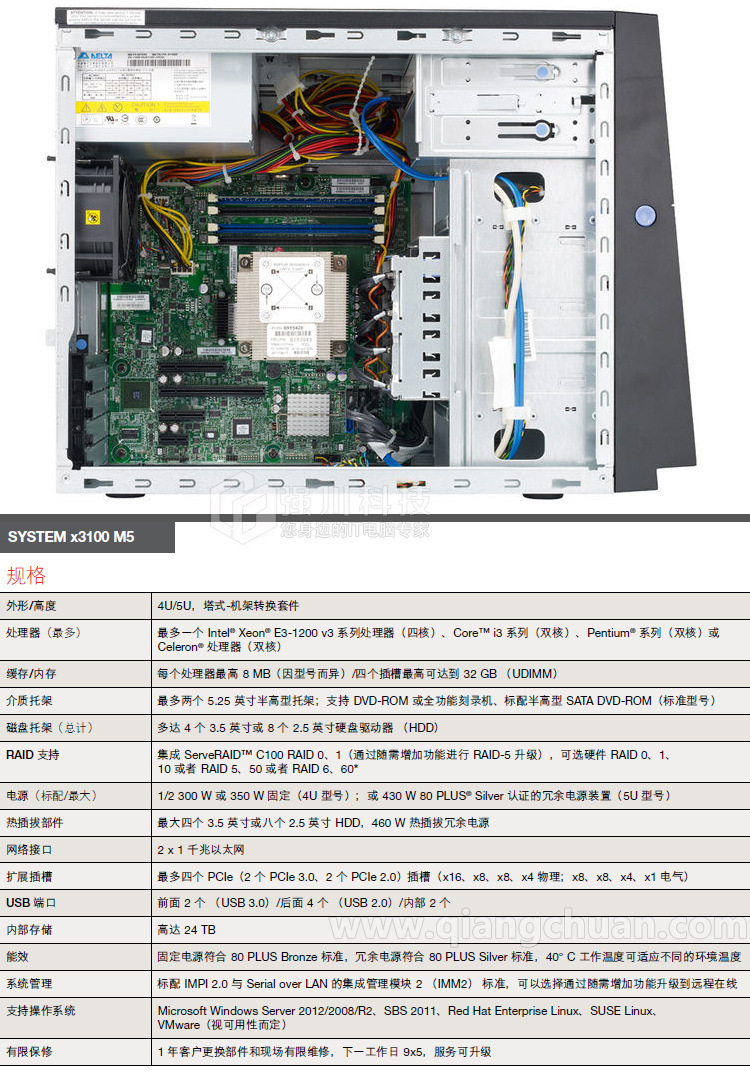 DELTA
强川科技
您身边的IT电脑专家
SYSTEM x3100 M5
规格
外形/高度 4U/5U，塔式-机架转换套件
处理器（最多） 最多一个 Intel® Xeon® E3-1200 v3 系列处理器（四核）、Core™ i3 系列（双核）、Pentium® 系列（双核）或
Celeron® 处理器（双核）
缓存/内存 每个处理器最高 8 MB（因型号而异）/四个插槽最高可达到 32 GB （UDIMM）
介质托架 最多两个 5.25 英寸半高型托架；支持 DVD-ROM 或全功能刻录机、标配半高型 SATA DVD-ROM（标准型号）
磁盘托架（总计） 多达 4 个 3.5 英寸或 8 个 2.5 英寸硬盘驱动器 （HDD）
RAID 支持 集成 ServeRAID™ C100 RAID 0、1（通过随需增加功能进行 RAID-5 升级），可选硬件 RAID 0、1、
10 或者 RAID 5、50 或者 RAID 6、60*
电源（标配/最大） 1/2 300 W 或 350 W 固定（4U 型号）；或 430 W 80 PLUS® Silver 认证的冗余电源装置（5U 型号）
热插拔部件 最大四个 3.5 英寸或八个 2.5 英寸 HDD，460 W 热插拔冗余电源
网络接口 2 x 1 千兆以太网
扩展插槽 最多四个 PCIe（2 个 PCIe 3.0、2 个 PCIe 2.0）插槽（x16、x8、x8、x4 物理；x8、x8、x4、x1 电气）
USB 端口 前面 2 个 （USB 3.0）/后面 4 个 （USB 2.0）/内部 2 个
内部存储 高达 24 TB
www.qiangchuan.com
能效 固定电源符合 80 PLUS Bronze 标准，冗余电源符合 80 PLUS Silver 标准，40° C 工作温度可适应不同的环境温度
系统管理 标配 IMPI 2.0 与 Serial over LAN 的集成管理模块 2 （IMM2） 标准，可以选择通过随需增加功能升级到远程在线
支持操作系统 Microsoft Windows Server 2012/2008/R2、SBS 2011、Red Hat Enterprise Linux、SUSE Linux、
VMware（视可用性而定）
有限保修 1 年客户更换部件和现场有限维修，下一工作日 9x5，服务可升级